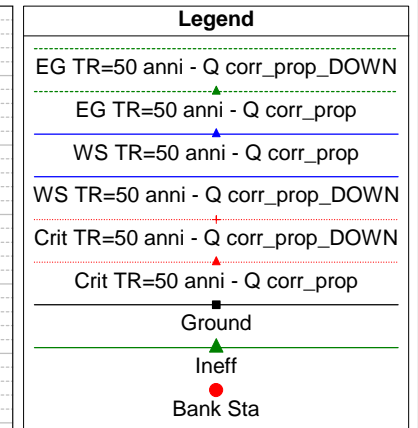 Legend
EG TR=50 anni - Q corr_prop_DOWN
EG TR=50 anni - Q corr_prop
WS TR=50 anni - Q corr_prop
WS TR=50 anni - Q corr_prop_DOWN
Crit TR=50 anni - Q corr_prop_DOWN
Crit TR=50 anni - Q corr_prop
Ground
Ineff
Bank Sta